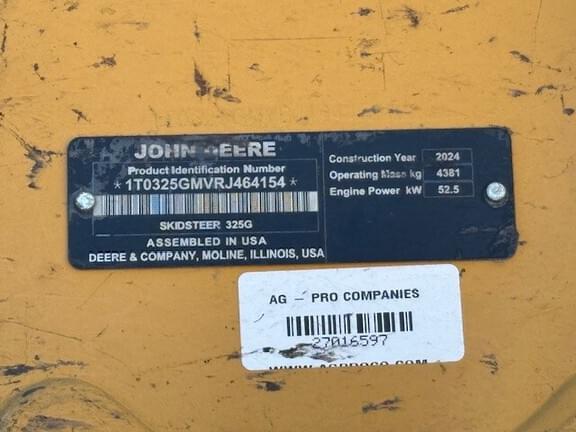 JOHN DEERE
Product Identification Number
*1T0325GMVRJ464154*
SKIDSTEER 325G
ASSEMBLED IN USA
DEERE & COMPANY, MOLINE, ILLINOIS, USA
Construction Year 2024
Operating Mass kg 4381
Engine Power kW 52.5
AG - PRO COMPANIES
27016597